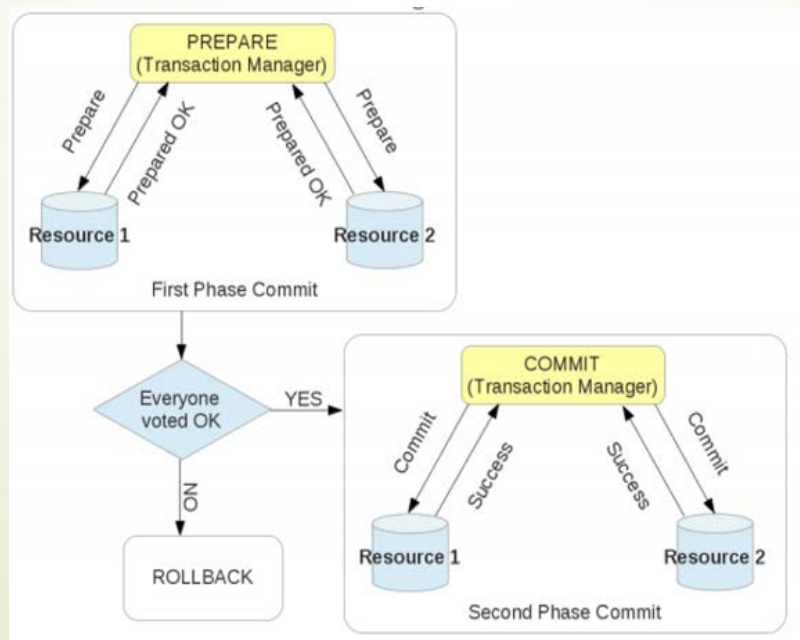 PREPARE
(Transaction Manager)
Prepare
Prepared OK
Prepared OK
Prepare
Resource 1
Resource 2
First Phase Commit
Everyone
voted OK
YES
NO
ROLLBACK
COMMIT
(Transaction Manager)
Commit
Success
Success
Commit
Resource 1
Resource 2
Second Phase Commit